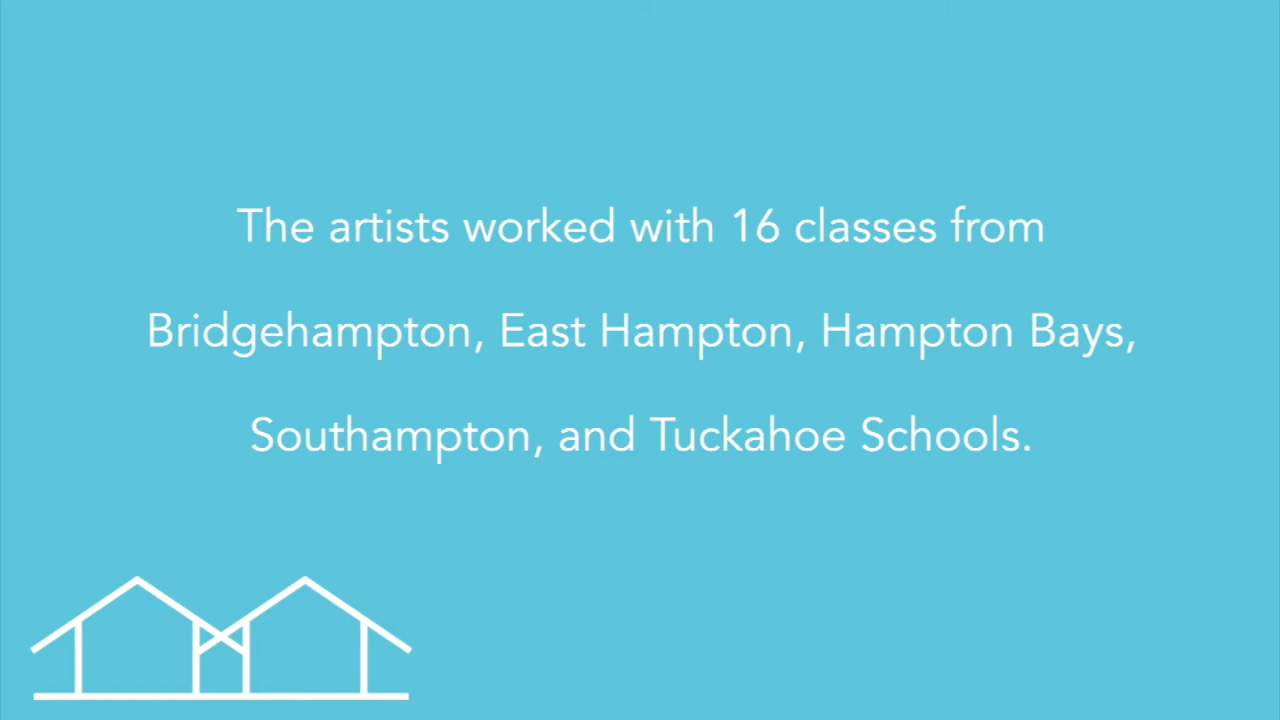 The artists worked with 16 classes from
Bridgehampton, East Hampton, Hampton Bays,
Southampton, and Tuckahoe Schools.